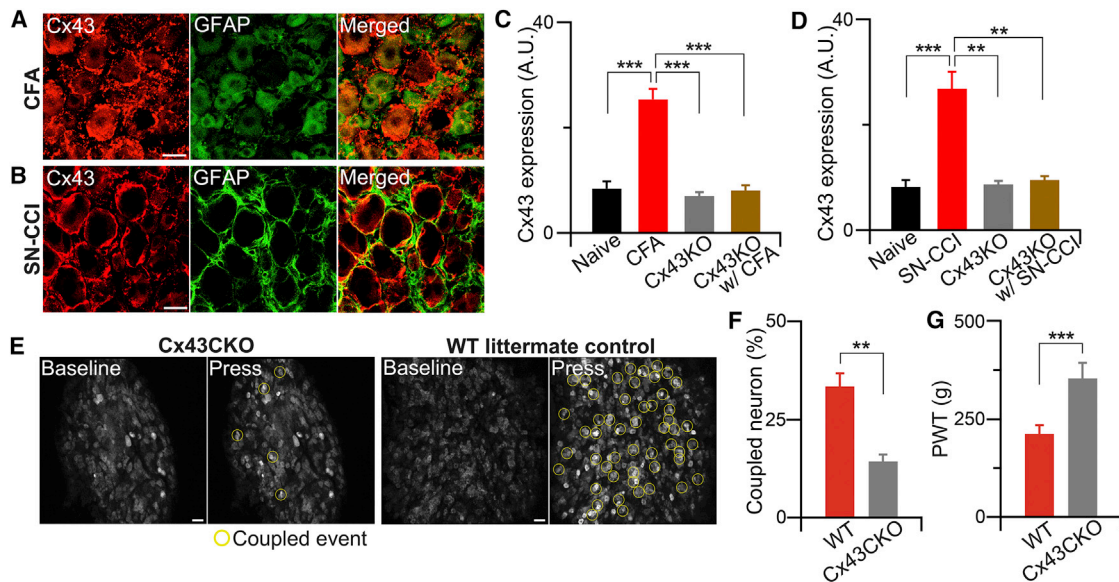 A
Cx43
GFAP
Merged
CFA
B
Cx43
GFAP
Merged
SN-CCI
C
Cx43 expression (A.U.)
40
20
0
***
***
***
Naive
CFA
Cx43KO
Cx43KO
w/ CFA
D
Cx43 expression (A.U.)
40
20
0
**
***
**
Naive
SN-CCI
Cx43KO
Cx43KO
w/ SN-CCI
E
Cx43CKO
WT littermate control
Baseline
Press
Baseline
Press
Coupled event
F
Coupled neuron (%)
50
25
0
**
WT
Cx43CKO
G
PWT (g)
500
250
0
***
WT
Cx43CKO